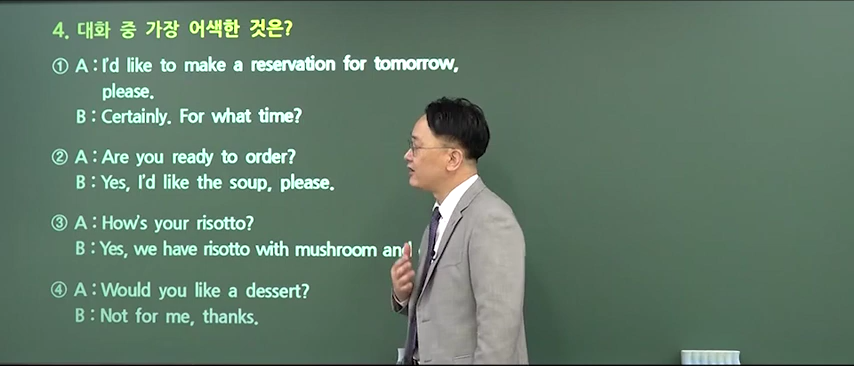 4. 대화 중 가장 어색한 것은?
① A : I'd like to make a reservation for tomorrow,
please.
B : Certainly. For what time?
② A : Are you ready to order?
B : Yes, I'd like the soup, please.
③ A : How's your risotto?
B : Yes, we have risotto with mushroom and
④ A : Would you like a dessert?
B : Not for me, thanks.